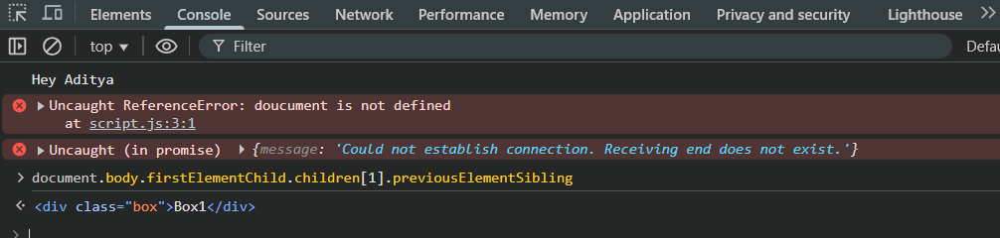 Elements Console Sources Network Performance Memory Application Privacy and security Lighthouse
top Filter Defau
Hey Aditya
Uncaught ReferenceError: doucument is not defined
at script.js:3:1
Uncaught (in promise) {message: 'Could not establish connection. Receiving end does not exist.'}
document.body.firstElementChild.children[1].previousElementSibling
<div class="box">Box1</div>